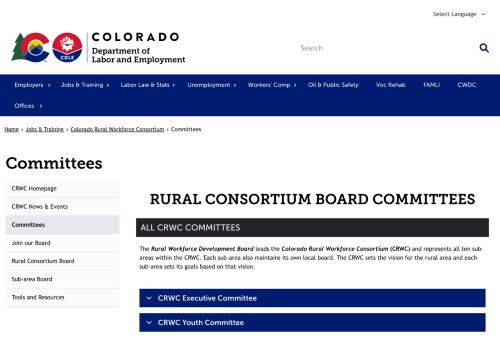 Select Language
COLORADO
Department of
Labor and Employment
CDLE
Search
Employers Jobs & Training Labor Law & Stats Unemployment Workers' Comp Oil & Public Safety Voc Rehab FAMLI CWDC
Offices
Home › Jobs & Training › Colorado Rural Workforce Consortium › Committees
Committees
CRWC Homepage
CRWC News & Events
Committees
Join our Board
Rural Consortium Board
Sub-area Board
Tools and Resources
RURAL CONSORTIUM BOARD COMMITTEES
ALL CRWC COMMITTEES
The Rural Workforce Development Board leads the Colorado Rural Workforce Consortium (CRWC) and represents all ten sub-
areas within the CRWC. Each sub-area also maintains its own local board. The CRWC sets the vision for the rural area and each
sub-area sets its goals based on that vision.
CRWC Executive Committee
CRWC Youth Committee